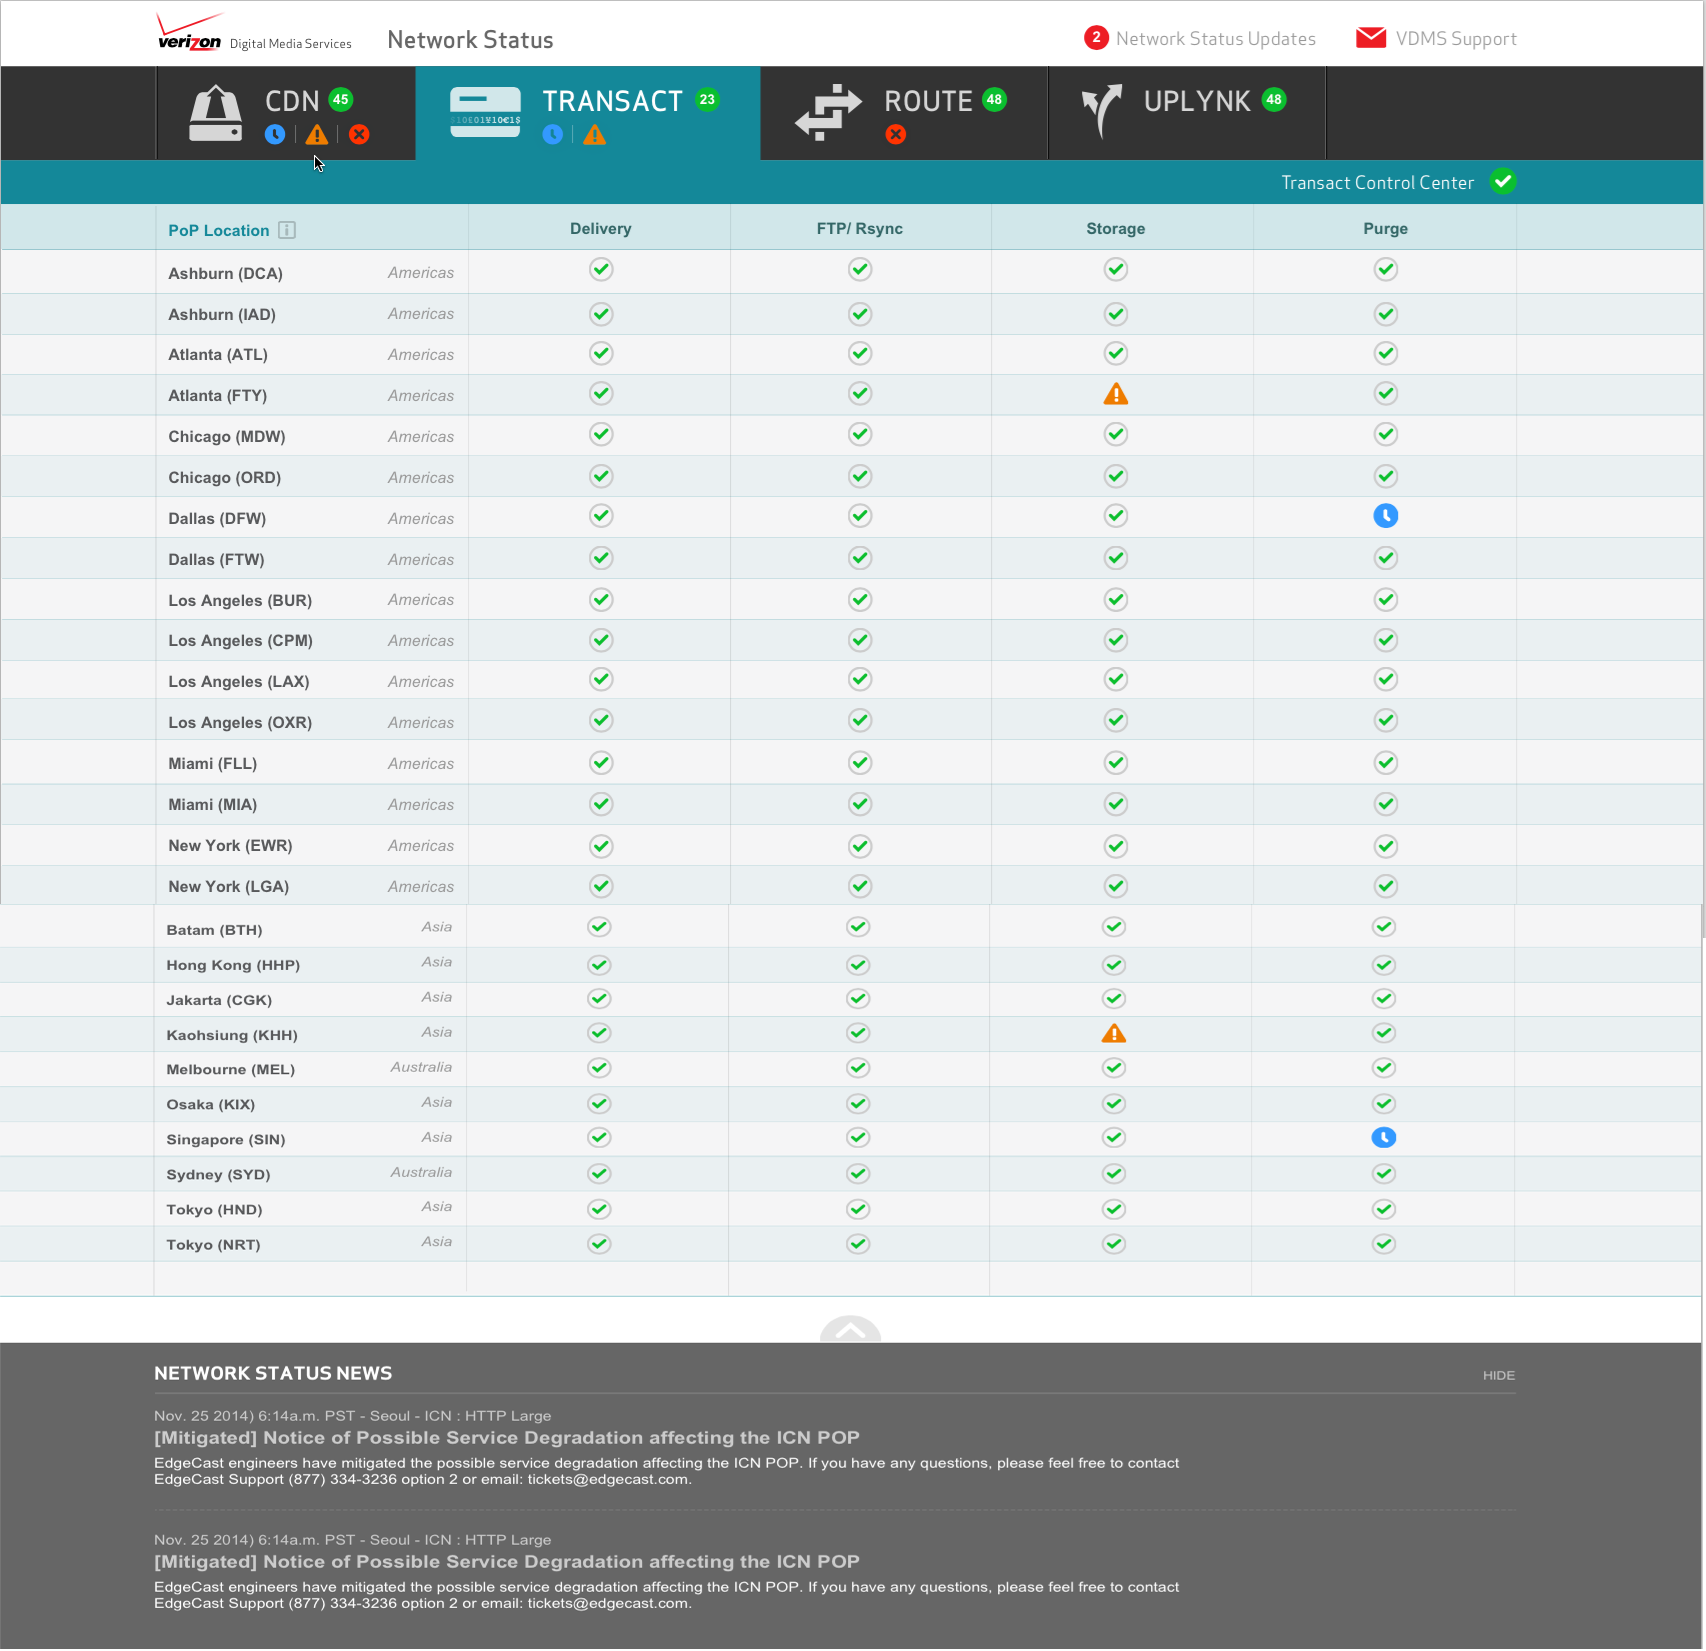 verizon Digital Media Services Network Status 2 Network Status Updates VDMS Support
CDN 45 TRANSACT 23 ROUTE 48 UPLYNK 48
Transact Control Center
PoP Location i Delivery FTP/ Rsync Storage Purge
Ashburn (DCA) Americas
Ashburn (IAD) Americas
Atlanta (ATL) Americas
Atlanta (FTY) Americas
Chicago (MDW) Americas
Chicago (ORD) Americas
Dallas (DFW) Americas
Dallas (FTW) Americas
Los Angeles (BUR) Americas
Los Angeles (CPM) Americas
Los Angeles (LAX) Americas
Los Angeles (OXR) Americas
Miami (FLL) Americas
Miami (MIA) Americas
New York (EWR) Americas
New York (LGA) Americas
Batam (BTH) Asia
Hong Kong (HHP) Asia
Jakarta (CGK) Asia
Kaohsiung (KHH) Asia
Melbourne (MEL) Australia
Osaka (KIX) Asia
Singapore (SIN) Asia
Sydney (SYD) Australia
Tokyo (HND) Asia
Tokyo (NRT) Asia
NETWORK STATUS NEWS HIDE
Nov. 25 2014) 6:14a.m. PST - Seoul - ICN : HTTP Large
[Mitigated] Notice of Possible Service Degradation affecting the ICN POP
EdgeCast engineers have mitigated the possible service degradation affecting the ICN POP. If you have any questions, please feel free to contact
EdgeCast Support (877) 334-3236 option 2 or email: tickets@edgecast.com.
Nov. 25 2014) 6:14a.m. PST - Seoul - ICN : HTTP Large
[Mitigated] Notice of Possible Service Degradation affecting the ICN POP
EdgeCast engineers have mitigated the possible service degradation affecting the ICN POP. If you have any questions, please feel free to contact
EdgeCast Support (877) 334-3236 option 2 or email: tickets@edgecast.com.